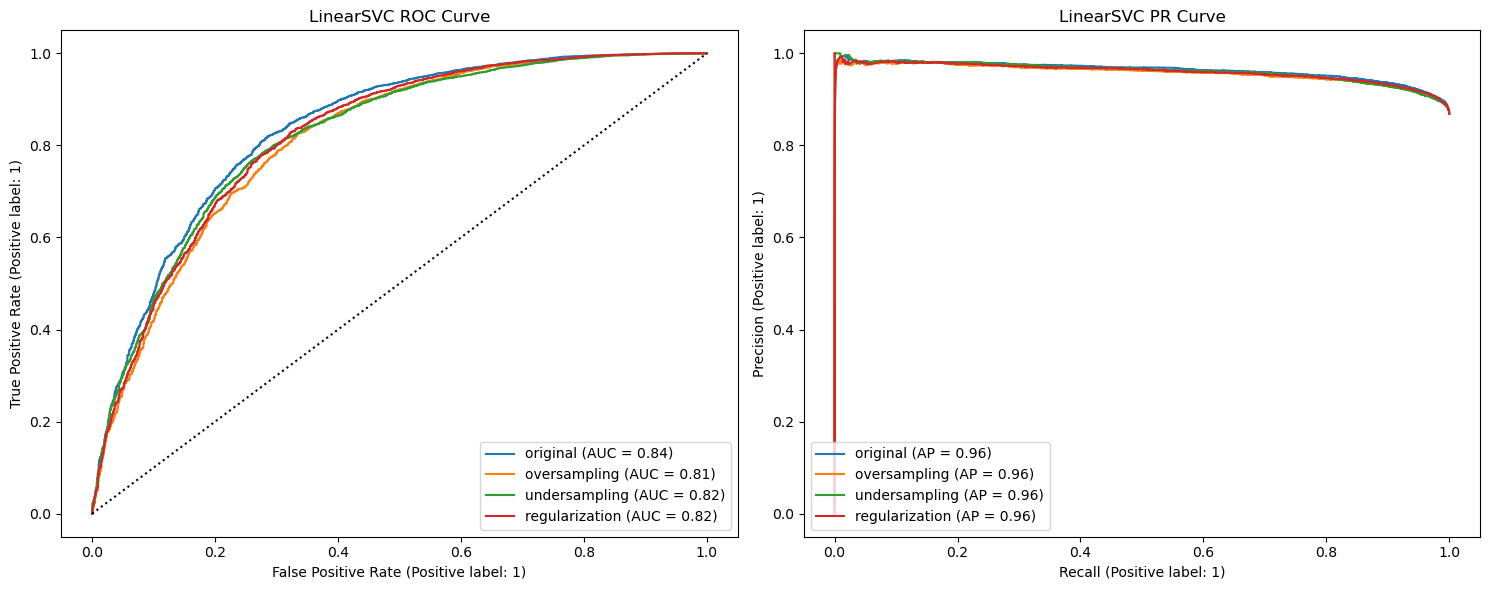 LinearSVC ROC Curve
1.0
0.8
0.6
0.4
0.2
0.0
True Positive Rate (Positive label: 1)
original (AUC = 0.84)
oversampling (AUC = 0.81)
undersampling (AUC = 0.82)
regularization (AUC = 0.82)
0.0 0.2 0.4 0.6 0.8 1.0
False Positive Rate (Positive label: 1)
LinearSVC PR Curve
1.0
0.8
0.6
0.4
0.2
0.0
Precision (Positive label: 1)
original (AP = 0.96)
oversampling (AP = 0.96)
undersampling (AP = 0.96)
regularization (AP = 0.96)
0.0 0.2 0.4 0.6 0.8 1.0
Recall (Positive label: 1)